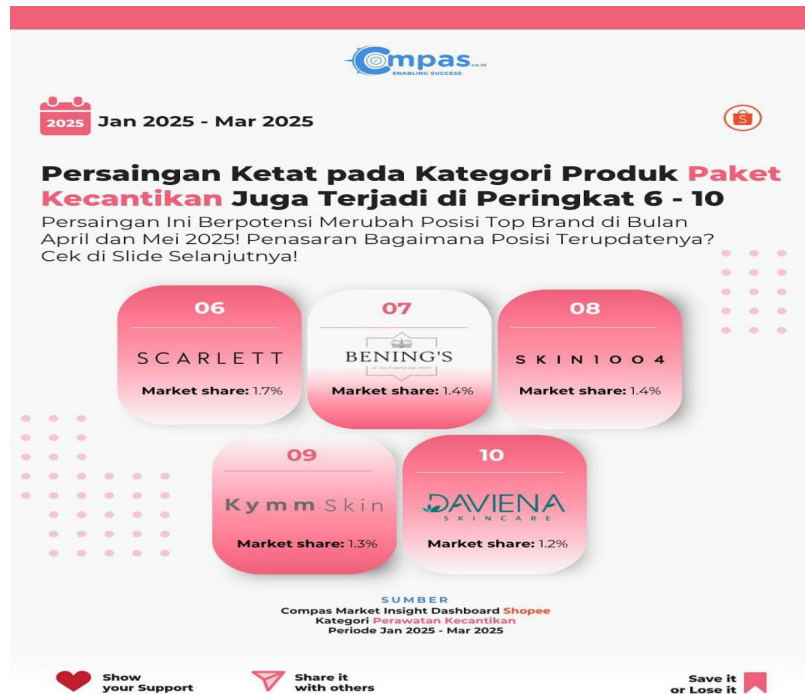 Compas.co.id
ENABLING SUCCESS
2025 Jan 2025 - Mar 2025
S
Persaingan Ketat pada Kategori Produk Paket
Kecantikan Juga Terjadi di Peringkat 6 - 10
Persaingan Ini Berpotensi Merubah Posisi Top Brand di Bulan
April dan Mei 2025! Penasaran Bagaimana Posisi Terupdatenya?
Cek di Slide Selanjutnya!
06
SCARLETT
Market share: 1.7%
07
BENING'S
Market share: 1.4%
08
SKIN1004
Market share: 1.4%
09
Kymm Skin
Market share: 1.3%
10
DAVIENA
SKINCARE
Market share: 1.2%
SUMBER
Compas Market Insight Dashboard Shopee
Kategori Perawatan Kecantikan
Periode Jan 2025 - Mar 2025
Show
your Support
Share it
with others
Save it
or Lose it